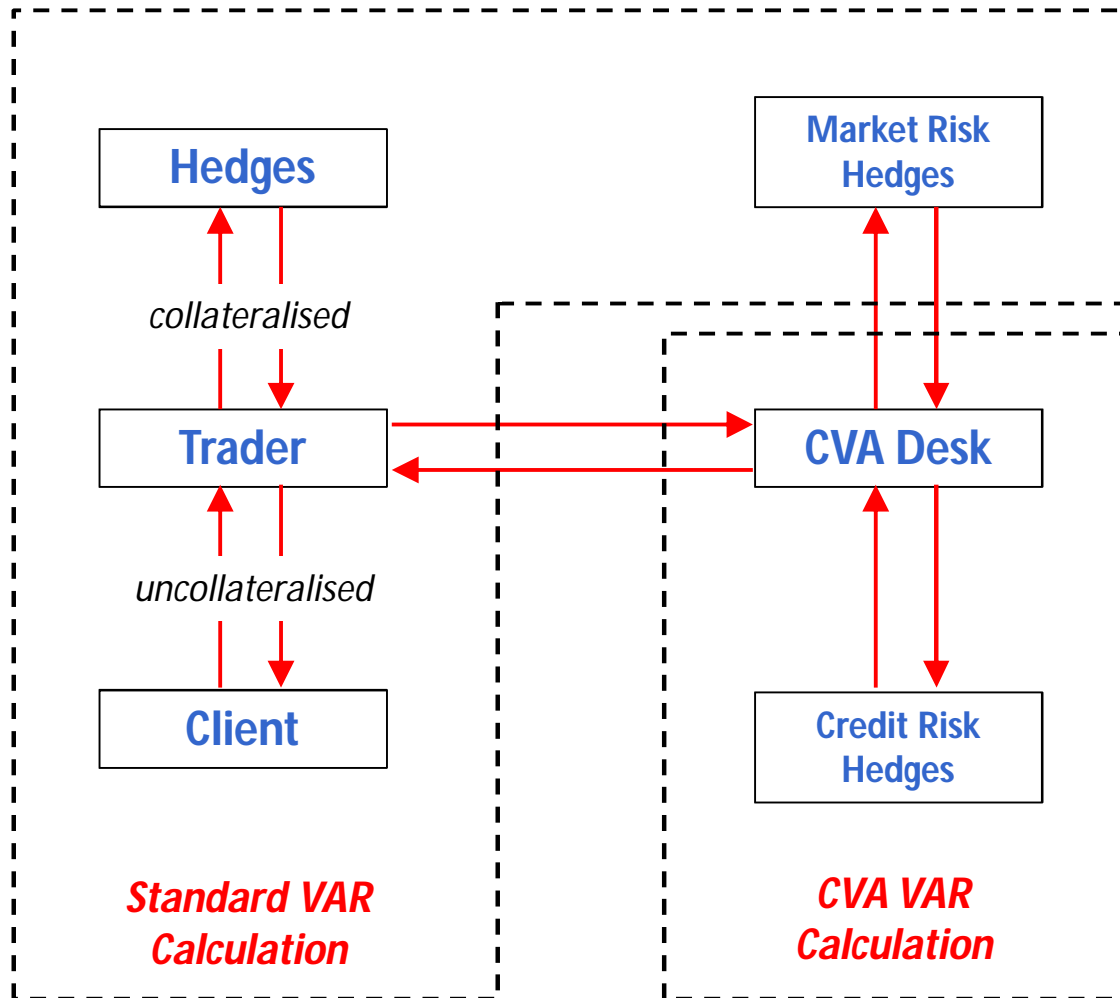 Hedges
Market Risk
Hedges
collateralised
Trader
CVA Desk
uncollateralised
Client
Credit Risk
Hedges
Standard VAR
Calculation
CVA VAR
Calculation